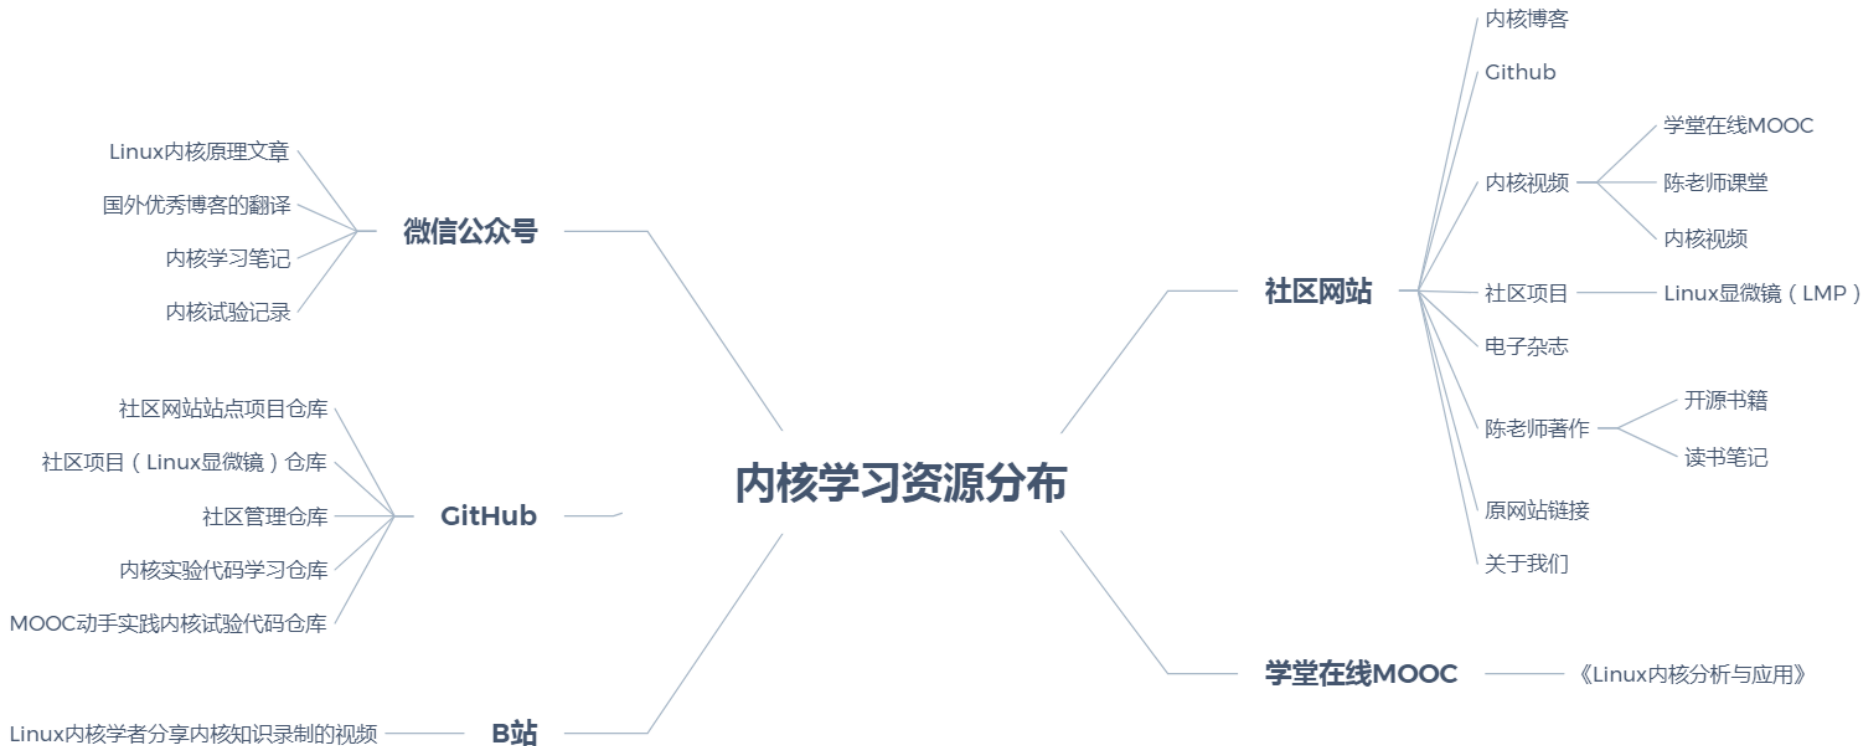 内核学习资源分布
微信公众号
Linux内核原理文章
国外优秀博客的翻译
内核学习笔记
内核试验记录
GitHub
社区网站站点项目仓库
社区项目（Linux显微镜）仓库
社区管理仓库
内核实验代码学习仓库
MOOC动手实践内核试验代码仓库
B站
Linux内核学者分享内核知识录制的视频
社区网站
内核博客
Github
内核视频
学堂在线MOOC
陈老师课堂
内核视频
社区项目
Linux显微镜（LMP）
电子杂志
陈老师著作
开源书籍
读书笔记
原网站链接
关于我们
学堂在线MOOC
《Linux内核分析与应用》